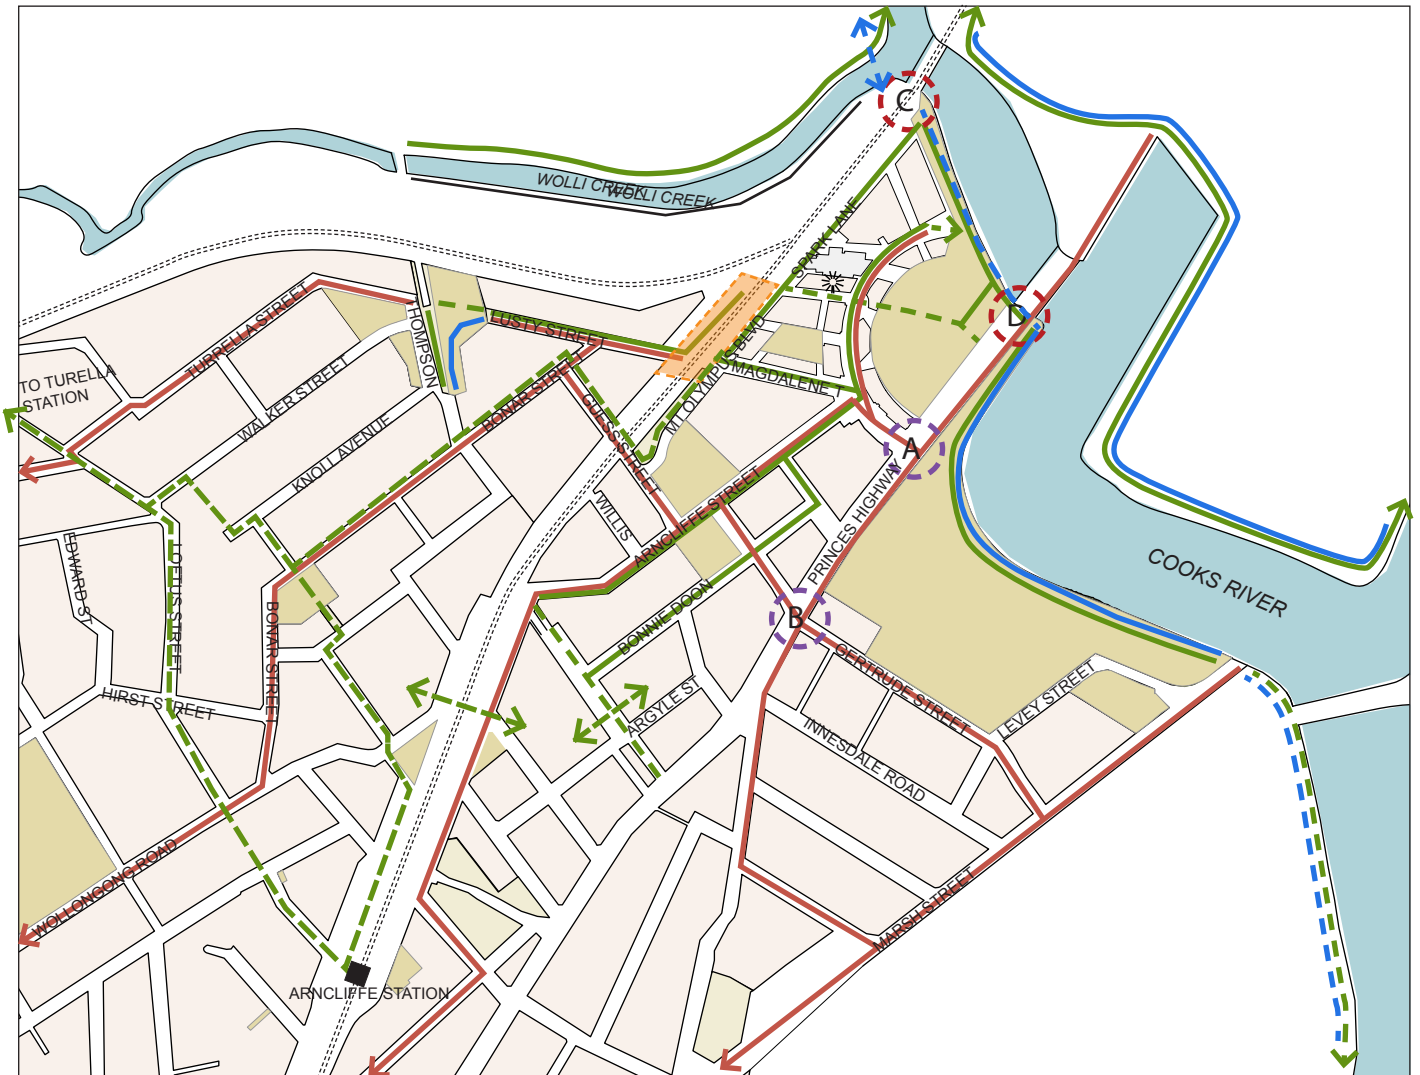 C
WOLLI CREEK
WOLLI CREEK
SPARK LANE
D
TURRELLA STREET
THOMPSON
LUSTY STREET
MT OLYMPUS BLVD
MAGDALENE T
TO TURELLA
STATION
WALKER STREET
BONAR STREET
GUESS STREET
KNOLL AVENUE
A
PRINCES HIGHWAY
WILLIS
ARNCLIFFE STREET
EDWARD ST
LOFTUS STREET
COOKS RIVER
BONAR STREET
BONNIE DOON
B
GERTRUDE STREET
LEVEY STREET
HIRST STREET
ARGYLE ST
INNESDALE ROAD
WOLLONGONG ROAD
MARSH STREET
ARNCLIFFE STATION